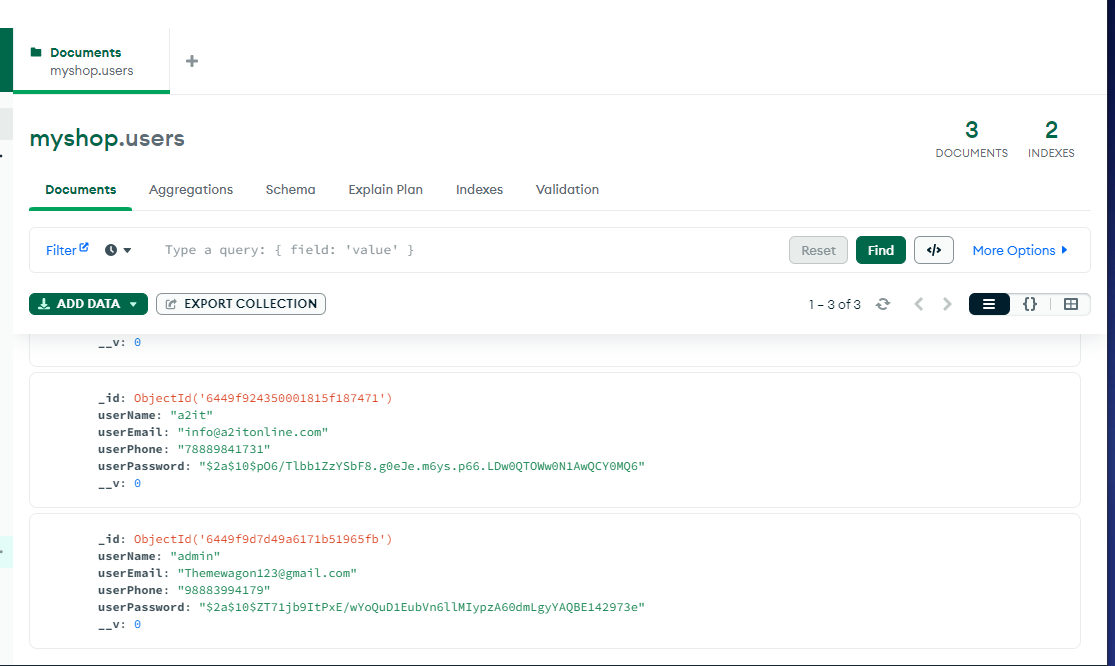 Documents
myshop.users
myshop.users
3
DOCUMENTS
2
INDEXES
Documents Aggregations Schema Explain Plan Indexes Validation
Filter Type a query: { field: 'value' } Reset Find </> More Options
ADD DATA EXPORT COLLECTION 1 – 3 of 3 {}
__v: 0
_id: ObjectId('6449f924350001815f187471')
userName: "a2it"
userEmail: "info@a2itonline.com"
userPhone: "78889841731"
userPassword: "$2a$10$pO6/Tlbb1ZzYSbF8.g0eJe.m6ys.p66.LDw0QTOWw0N1AwQCY0MQ6"
__v: 0
_id: ObjectId('6449f9d7d49a6171b51965fb')
userName: "admin"
userEmail: "Themewagon123@gmail.com"
userPhone: "98883994179"
userPassword: "$2a$10$ZT71jb9ItPxE/wYoQuD1EubVn6llMIypzA60dmLgyYAQBE142973e"
__v: 0